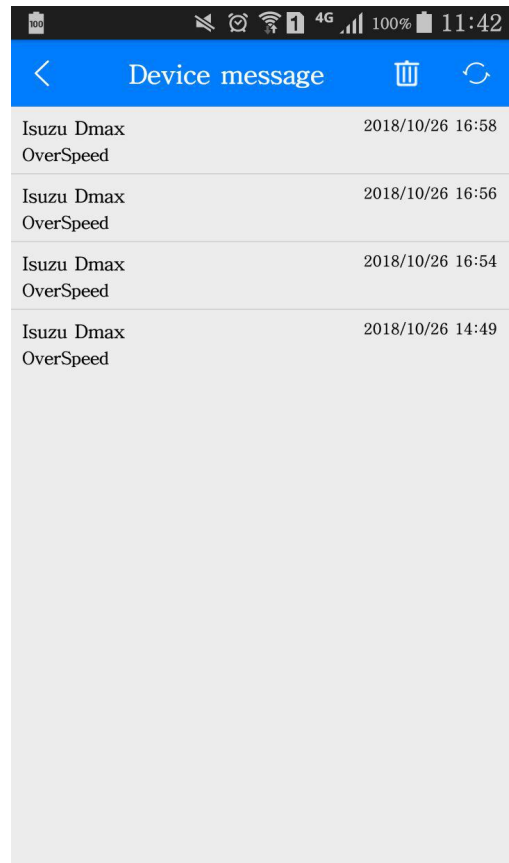 100 1 4G 100% 11:42
Device message
Isuzu Dmax 2018/10/26 16:58
OverSpeed
Isuzu Dmax 2018/10/26 16:56
OverSpeed
Isuzu Dmax 2018/10/26 16:54
OverSpeed
Isuzu Dmax 2018/10/26 14:49
OverSpeed